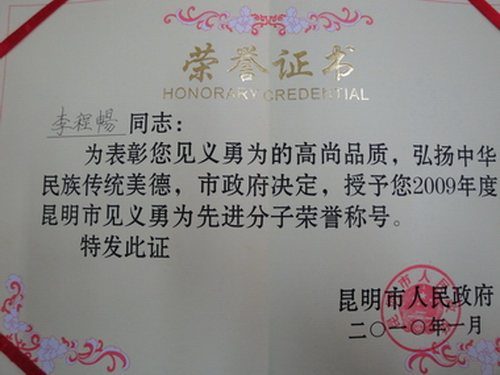 荣誉证书
HONORARY CREDENTIAL
李程暢 同志：
为表彰您见义勇为的高尚品质，弘扬中华
民族传统美德，市政府决定，授予您2009年度
昆明市见义勇为先进分子荣誉称号。
特发此证
昆明市人民政府
二〇一〇年一月